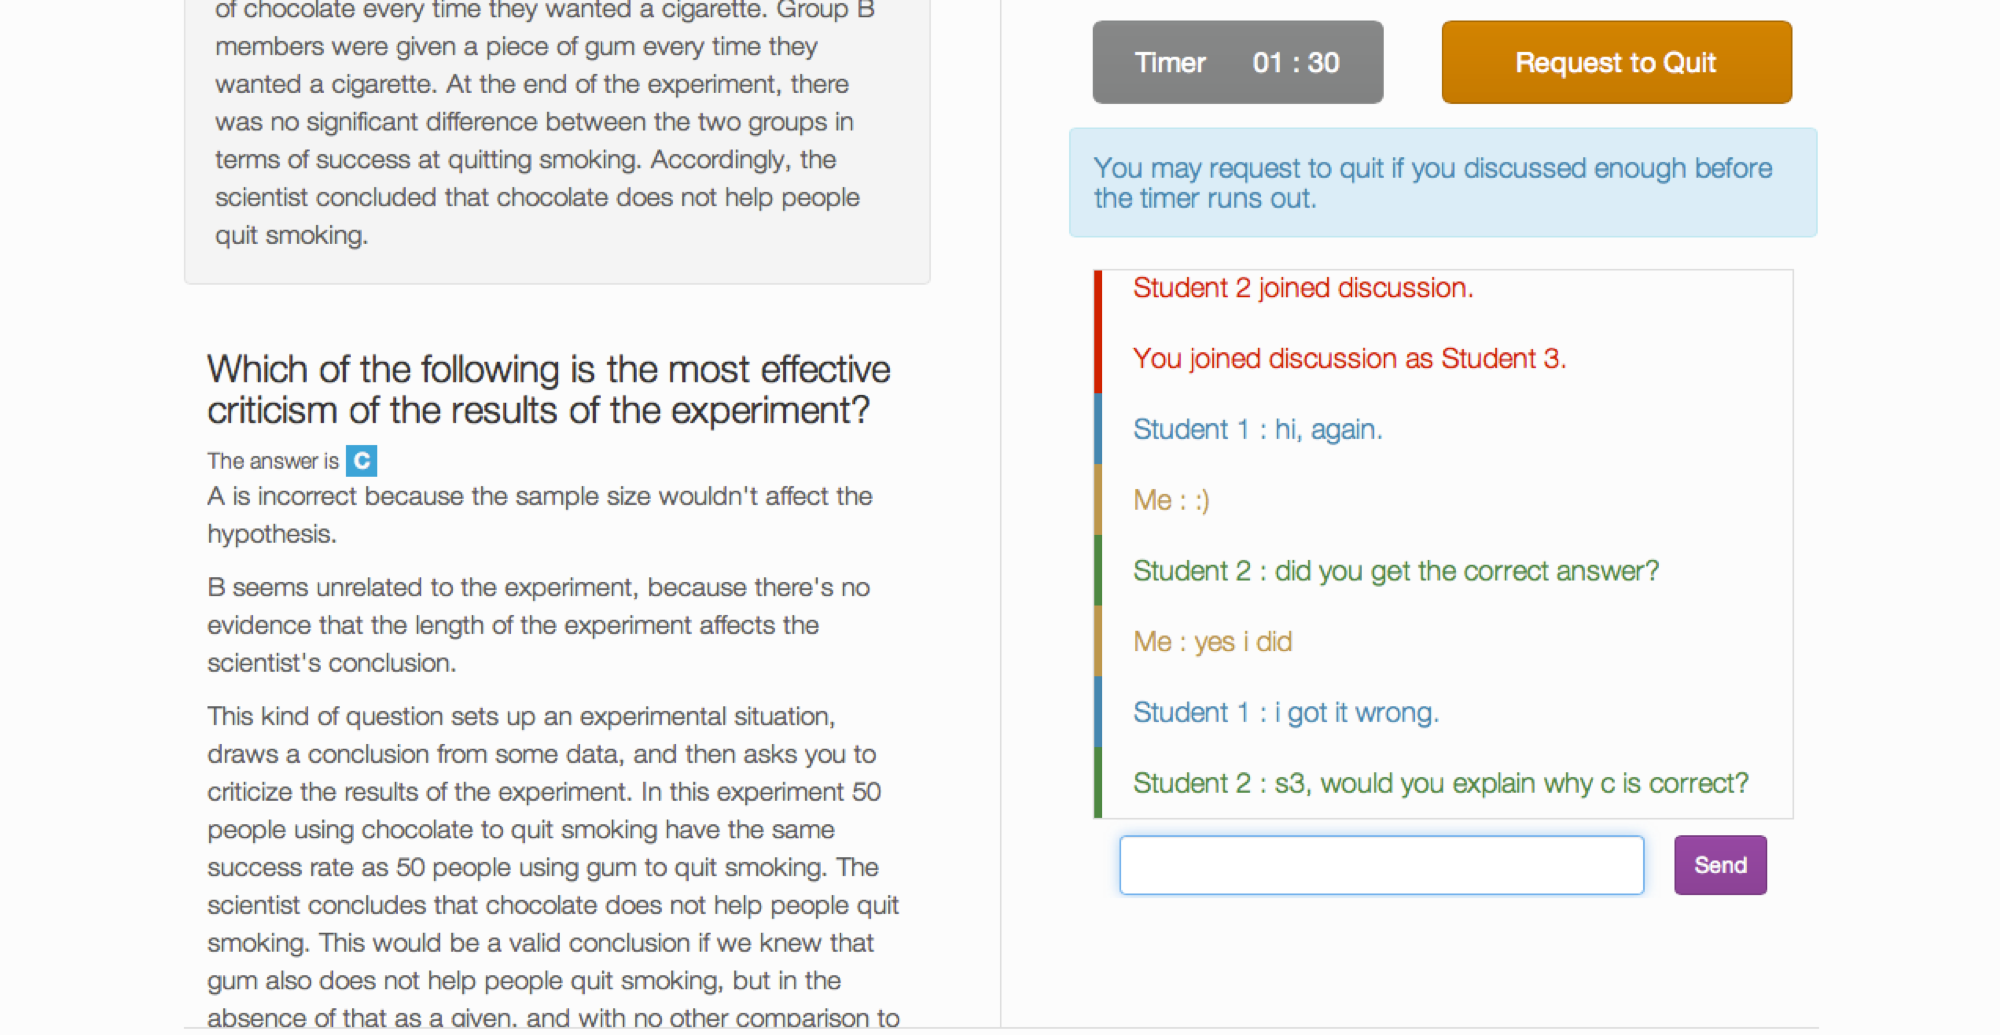 of chocolate every time they wanted a cigarette. Group B
members were given a piece of gum every time they
wanted a cigarette. At the end of the experiment, there
was no significant difference between the two groups in
terms of success at quitting smoking. Accordingly, the
scientist concluded that chocolate does not help people
quit smoking.
Which of the following is the most effective
criticism of the results of the experiment?
The answer is C
A is incorrect because the sample size wouldn't affect the
hypothesis.
B seems unrelated to the experiment, because there's no
evidence that the length of the experiment affects the
scientist's conclusion.
This kind of question sets up an experimental situation,
draws a conclusion from some data, and then asks you to
criticize the results of the experiment. In this experiment 50
people using chocolate to quit smoking have the same
success rate as 50 people using gum to quit smoking. The
scientist concludes that chocolate does not help people quit
smoking. This would be a valid conclusion if we knew that
gum also does not help people quit smoking, but in the
absence of that as a given, and with no other comparison to
Timer 01 : 30
Request to Quit
You may request to quit if you discussed enough before
the timer runs out.
Student 2 joined discussion.
You joined discussion as Student 3.
Student 1 : hi, again.
Me : :)
Student 2 : did you get the correct answer?
Me : yes i did
Student 1 : i got it wrong.
Student 2 : s3, would you explain why c is correct?
Send